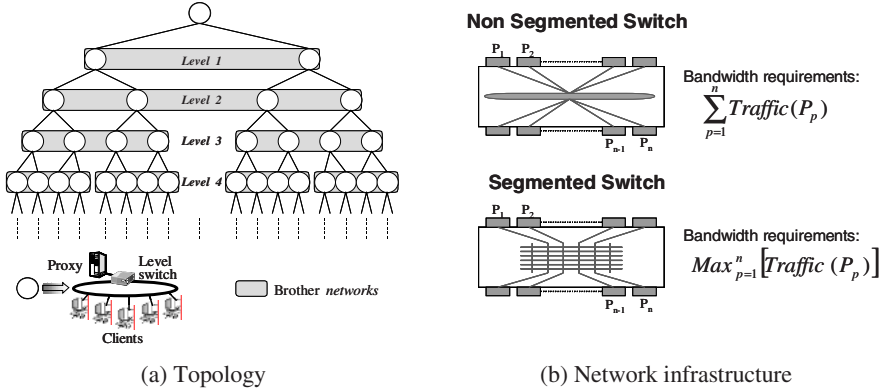 Level 1
Level 2
Level 3
Level 4
Proxy
Level
switch
Brother networks
Clients
(a) Topology
Non Segmented Switch
P1 P2
Pn-1 Pn
Bandwidth requirements:
∑_{p=1}^{n} Traffic(Pp)
Segmented Switch
P1 P2
Pn-1 Pn
Bandwidth requirements:
Max_{p=1}^{n} [Traffic (Pp)]
(b) Network infrastructure